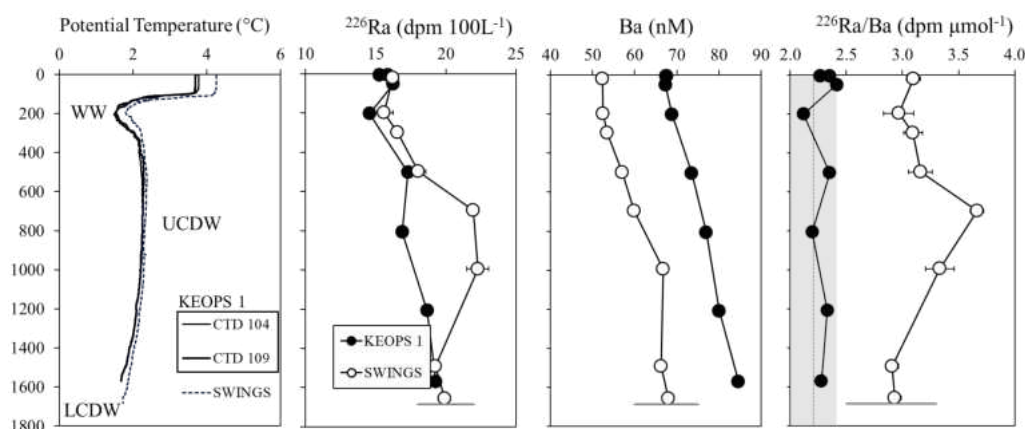 Potential Temperature (°C)
0 2 4 6
0
200
400
600
800
1000
1200
1400
1600
1800
WW
UCDW
LCDW
KEOPS 1
CTD 104
CTD 109
SWINGS
²²⁶Ra (dpm 100L⁻¹)
10 15 20 25
KEOPS 1
SWINGS
Ba (nM)
40 50 60 70 80 90
²²⁶Ra/Ba (dpm µmol⁻¹)
2.0 2.5 3.0 3.5 4.0